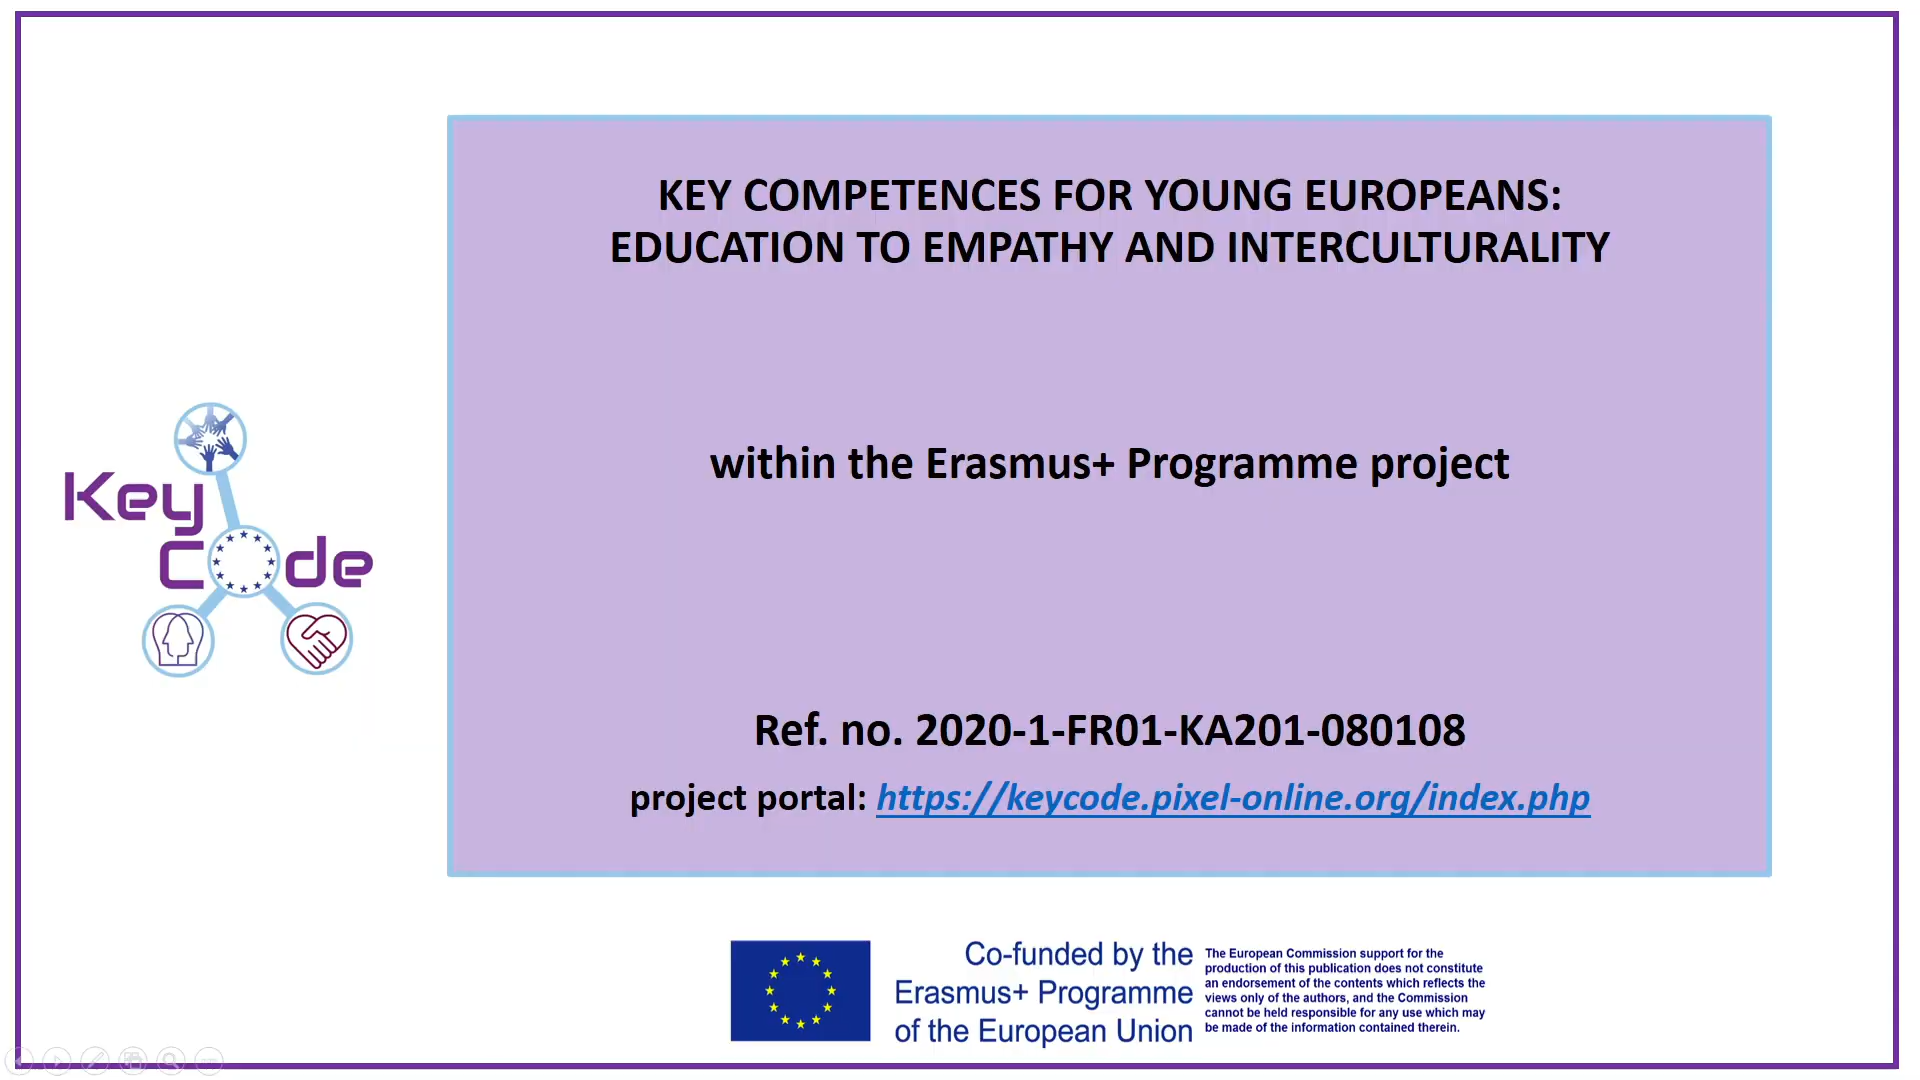 KEY COMPETENCES FOR YOUNG EUROPEANS:
EDUCATION TO EMPATHY AND INTERCULTURALITY
within the Erasmus+ Programme project
Key
Code
Ref. no. 2020-1-FR01-KA201-080108
project portal: https://keycode.pixel-online.org/index.php
Co-funded by the
Erasmus+ Programme
of the European Union
The European Commission support for the
production of this publication does not constitute
an endorsement of the contents which reflects the
views only of the authors, and the Commission
cannot be held responsible for any use which may
be made of the information contained therein.